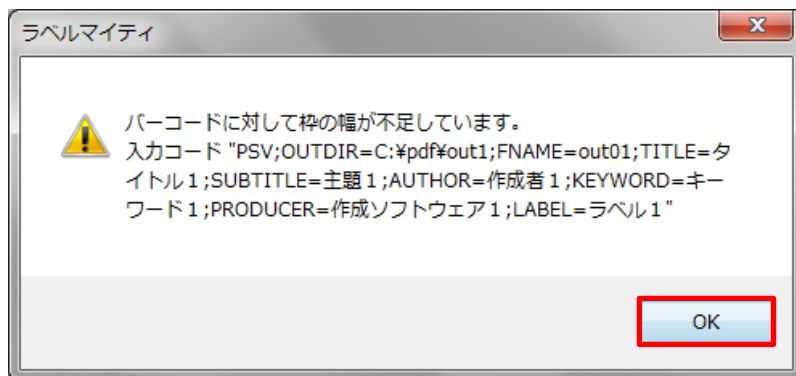 ラベルマイティ
バーコードに対して枠の幅が不足しています。
入力コード "PSV;OUTDIR=C:¥pdf¥out1;FNAME=out01;TITLE=タ
イトル１;SUBTITLE=主題１;AUTHOR=作成者１;KEYWORD=キー
ワード１;PRODUCER=作成ソフトウェア１;LABEL=ラベル１"
OK